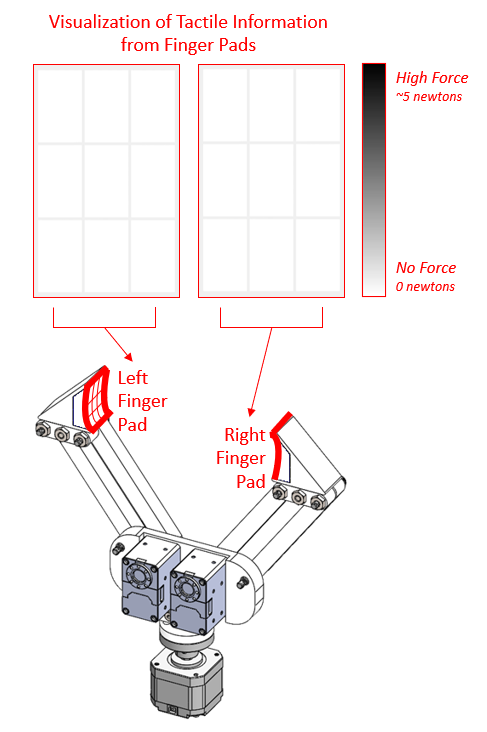 Visualization of Tactile Information
from Finger Pads
High Force
~5 newtons
No Force
0 newtons
Left
Finger
Pad
Right
Finger
Pad